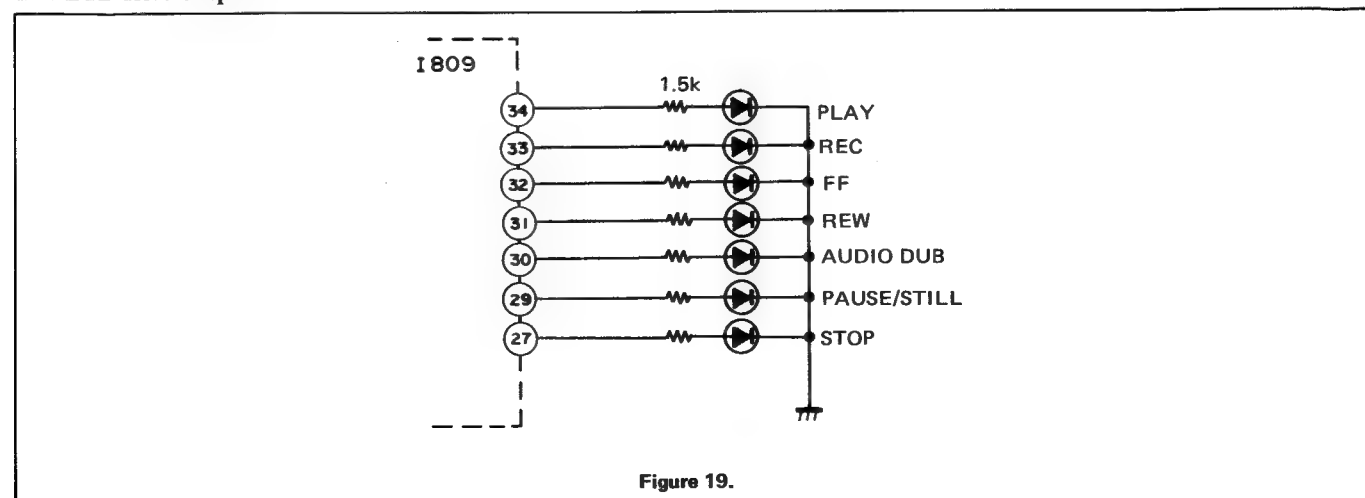 I809
1.5k
34 PLAY
33 REC
32 FF
31 REW
30 AUDIO DUB
29 PAUSE/STILL
27 STOP
Figure 19.